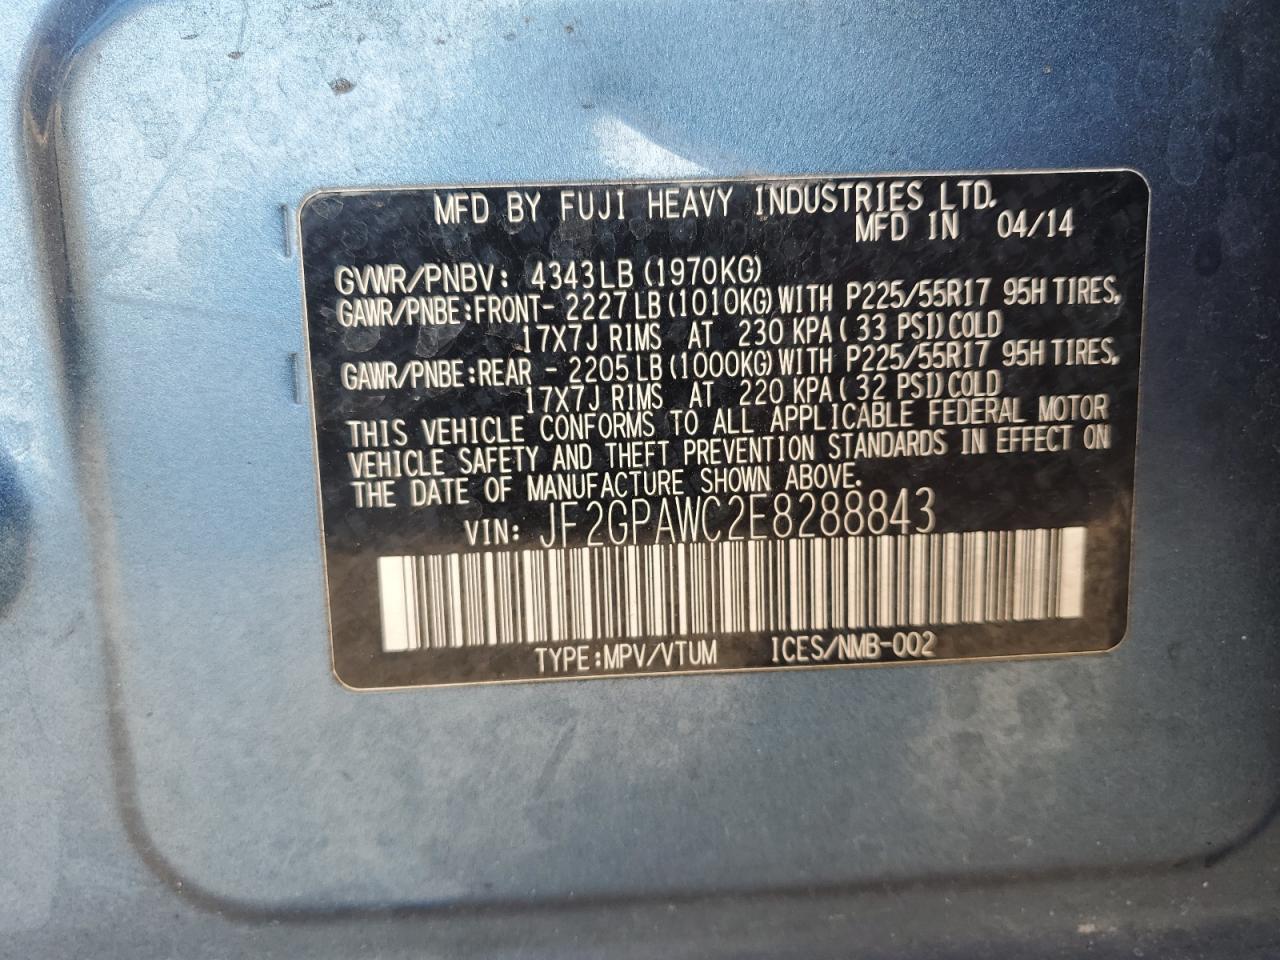 MFD BY FUJI HEAVY INDUSTRIES LTD.
MFD IN 04/14
GVWR/PNBV: 4343LB (1970KG)
GAWR/PNBE:FRONT- 2227 LB (1010KG) WITH P225/55R17 95H TIRES,
17X7J RIMS AT 230 KPA ( 33 PSI) COLD
GAWR/PNBE:REAR - 2205 LB (1000KG) WITH P225/55R17 95H TIRES,
17X7J RIMS AT 220 KPA ( 32 PSI) COLD
THIS VEHICLE CONFORMS TO ALL APPLICABLE FEDERAL MOTOR
VEHICLE SAFETY AND THEFT PREVENTION STANDARDS IN EFFECT ON
THE DATE OF MANUFACTURE SHOWN ABOVE.
VIN: JF2GPAWC2E8288843
TYPE:MPV/VTUM ICES/NMB-002